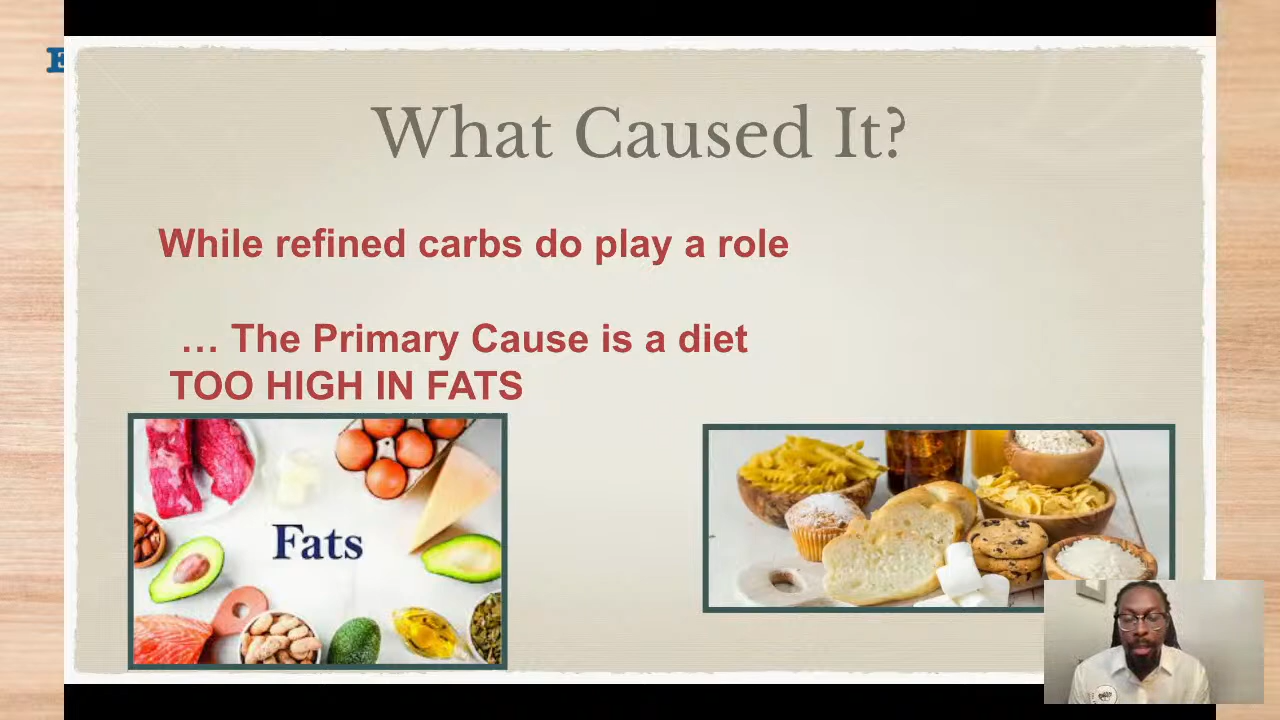 E
What Caused It?
While refined carbs do play a role
… The Primary Cause is a diet
TOO HIGH IN FATS
Fats